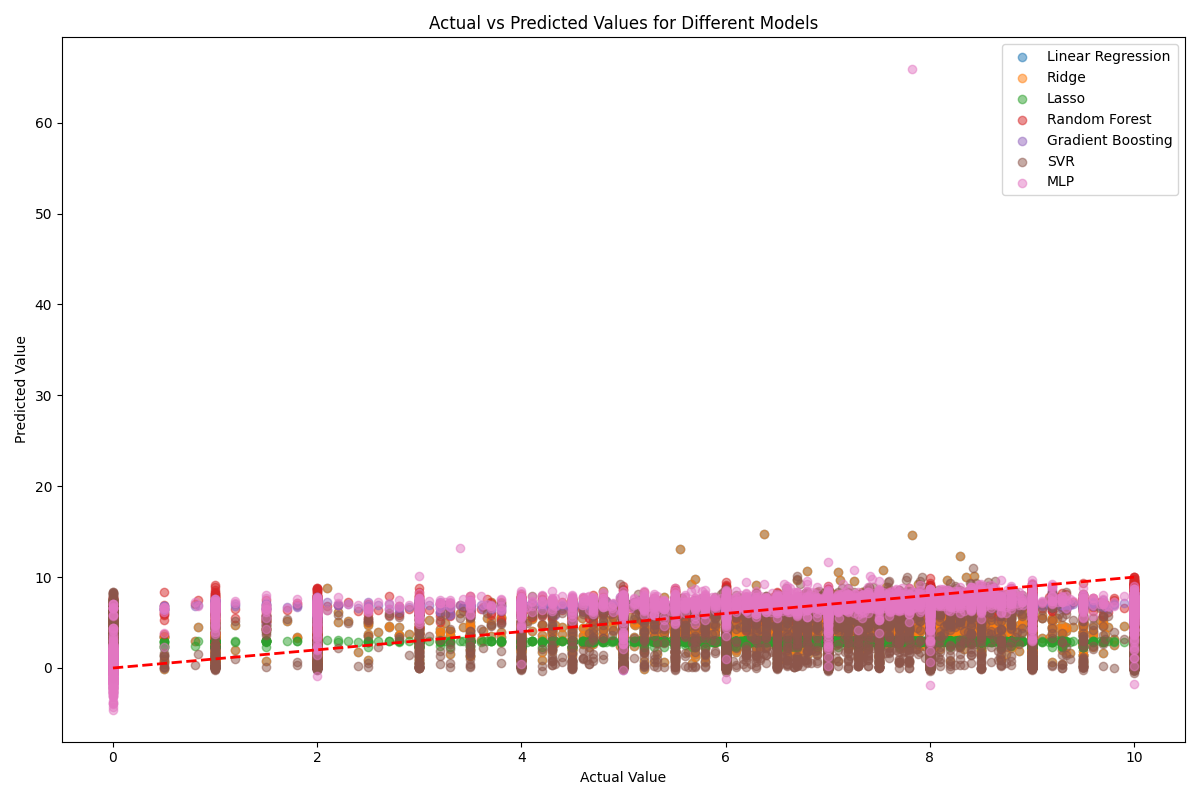 Actual vs Predicted Values for Different Models
Linear Regression
Ridge
Lasso
Random Forest
Gradient Boosting
SVR
MLP
60
50
40
30
20
10
0
Predicted Value
0 2 4 6 8 10
Actual Value